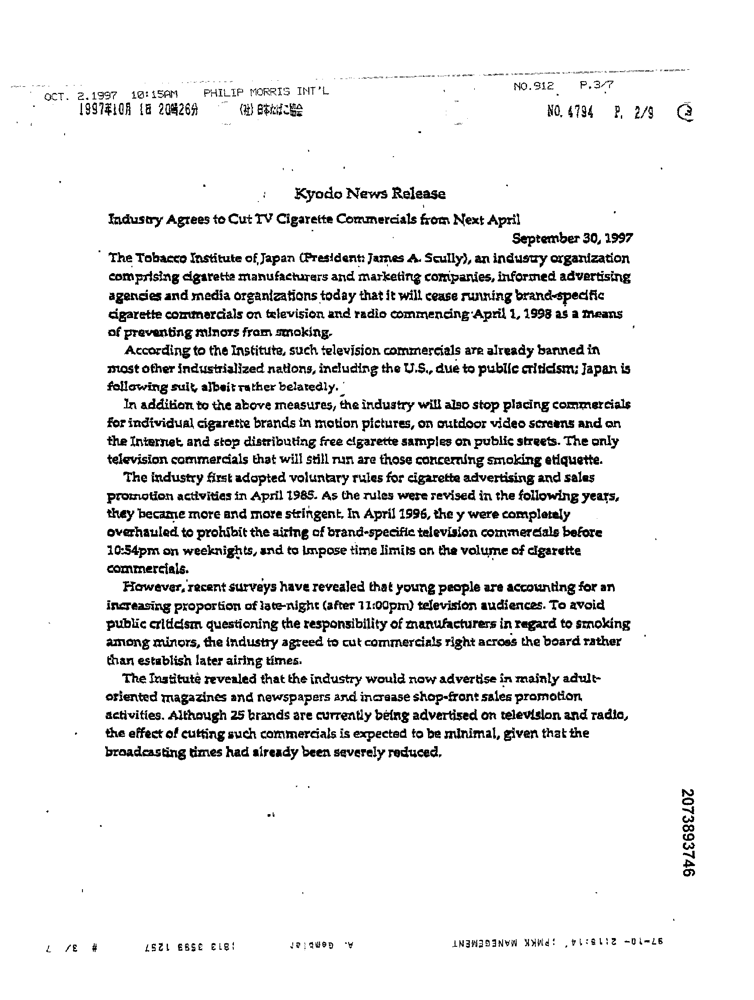 OCT. 2.1997 10:15AM PHILIP MORRIS INT'L NO.912 P.3/7
1997年10月 1日 20時26分 (社)日本たばこ協会 NO. 4794 P. 2/9
Kyodo News Release
Industry Agrees to Cut TV Cigarette Commercials from Next April
September 30, 1997
The Tobacco Institute of Japan (President: James A. Scully), an industry organization
comprising cigarette manufacturers and marketing companies, informed advertising
agencies and media organizations today that it will cease running brand-specific
cigarette commercials on television and radio commencing April 1, 1998 as a means
of preventing minors from smoking.
According to the Institute, such television commercials are already banned in
most other industrialized nations, including the U.S., due to public criticism; Japan is
following suit, albeit rather belatedly.
In addition to the above measures, the industry will also stop placing commercials
for individual cigarette brands in motion pictures, on outdoor video screens and on
the Internet, and stop distributing free cigarette samples on public streets. The only
television commercials that will still run are those concerning smoking etiquette.
The industry first adopted voluntary rules for cigarette advertising and sales
promotion activities in April 1985. As the rules were revised in the following years,
they became more and more stringent. In April 1996, the y were completely
overhauled to prohibit the airing of brand-specific television commercials before
10:54pm on weeknights, and to impose time limits on the volume of cigarette
commercials.
However, recent surveys have revealed that young people are accounting for an
increasing proportion of late-night (after 11:00pm) television audiences. To avoid
public criticism questioning the responsibility of manufacturers in regard to smoking
among minors, the industry agreed to cut commercials right across the board rather
than establish later airing times.
The Institute revealed that the industry would now advertise in mainly adult-
oriented magazines and newspapers and increase shop-front sales promotion
activities. Although 25 brands are currently being advertised on television and radio,
the effect of cutting such commercials is expected to be minimal, given that the
broadcasting times had already been severely reduced.
2073893746
97-10- 2;19:14 ;PMKK MANAGEMENT A. Gembler ;813 3599 1257 # 3/ 7